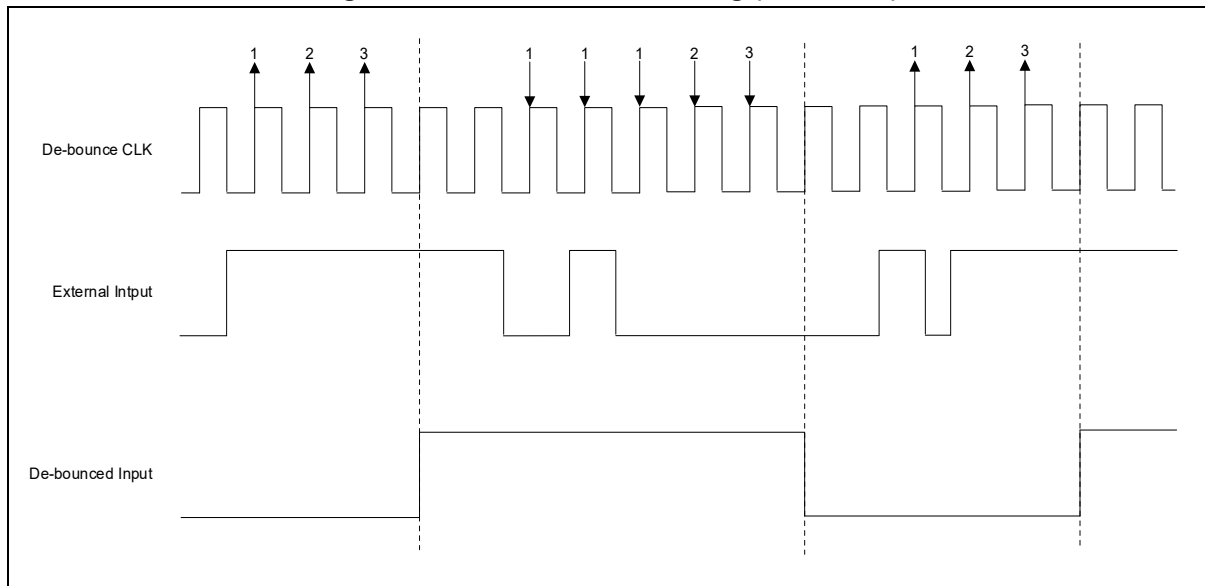 1 2 3 1 1 1 2 3 1 2 3
De-bounce CLK
External Intput
De-bounced Input